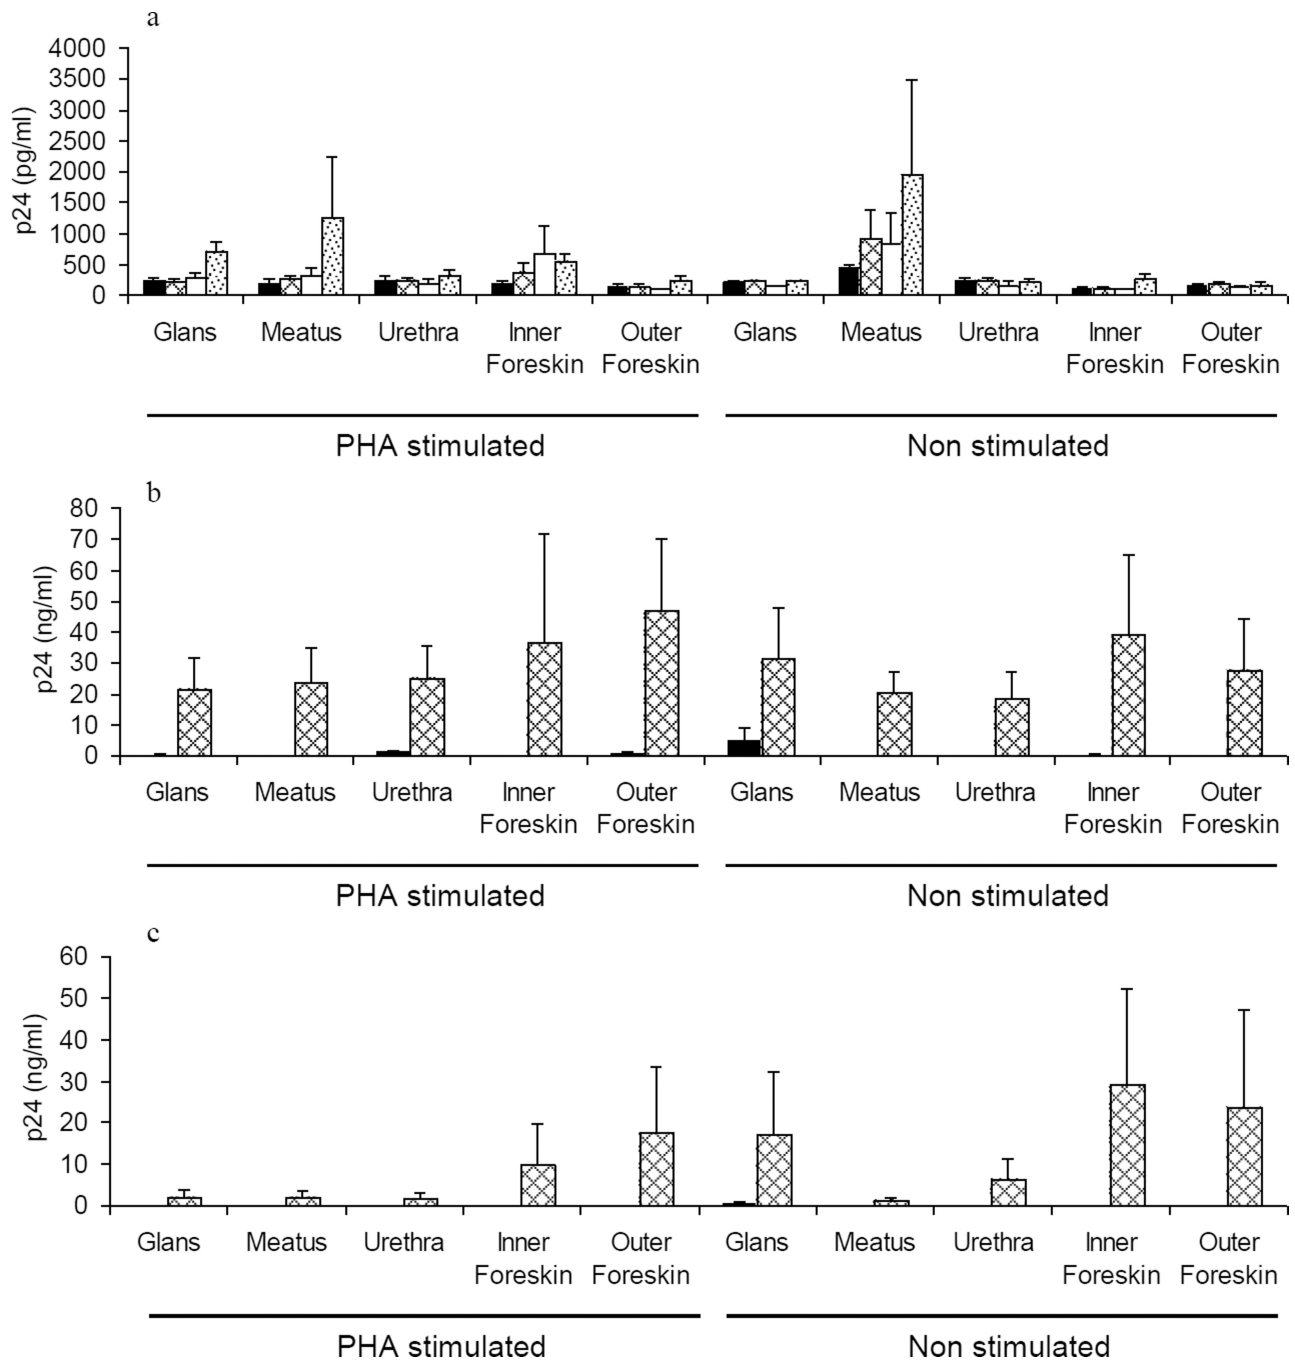 a
4000
3500
3000
2500
2000
1500
1000
500
0
p24 (pg/ml)
Glans Meatus Urethra Inner Foreskin Outer Foreskin Glans Meatus Urethra Inner Foreskin Outer Foreskin
PHA stimulated Non stimulated
b
80
70
60
50
40
30
20
10
0
p24 (ng/ml)
Glans Meatus Urethra Inner Foreskin Outer Foreskin Glans Meatus Urethra Inner Foreskin Outer Foreskin
PHA stimulated Non stimulated
c
60
50
40
30
20
10
0
p24 (ng/ml)
Glans Meatus Urethra Inner Foreskin Outer Foreskin Glans Meatus Urethra Inner Foreskin Outer Foreskin
PHA stimulated Non stimulated